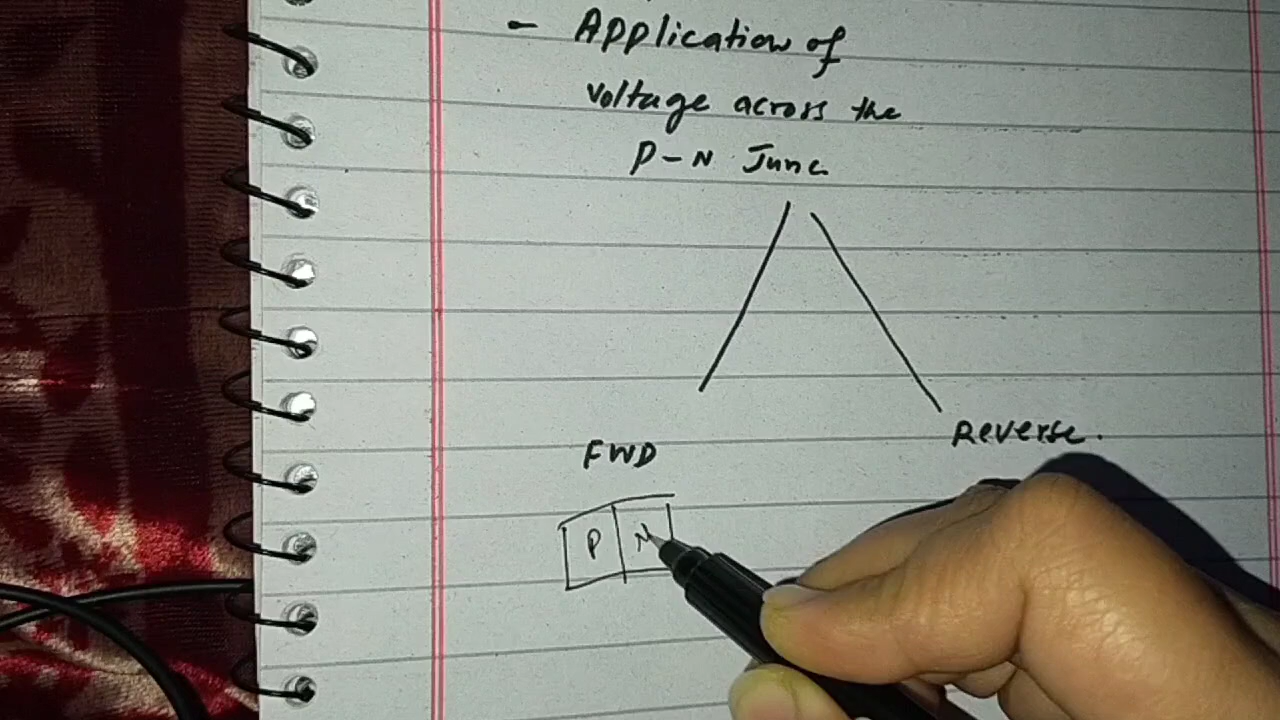 - Application of
voltage across the
P-N Junc
Reverse.
FWD
P N